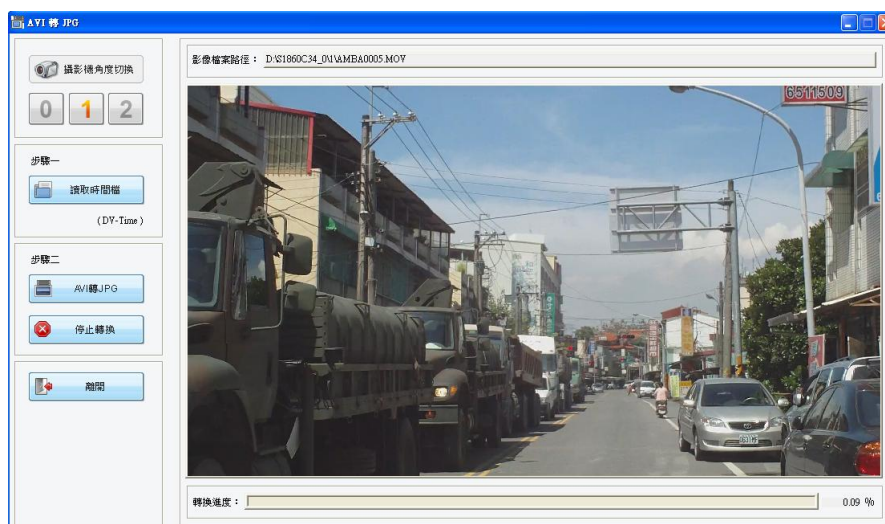 AVI 轉 JPG
攝影機角度切換
0 1 2
步驟一
讀取時間檔
(DV-Time)
步驟二
AVI轉JPG
停止轉換
離開
影像檔案路徑： D:\S1860C34_0\1\AMBA0005.MOV
6511509
轉換進度： 0.09 %